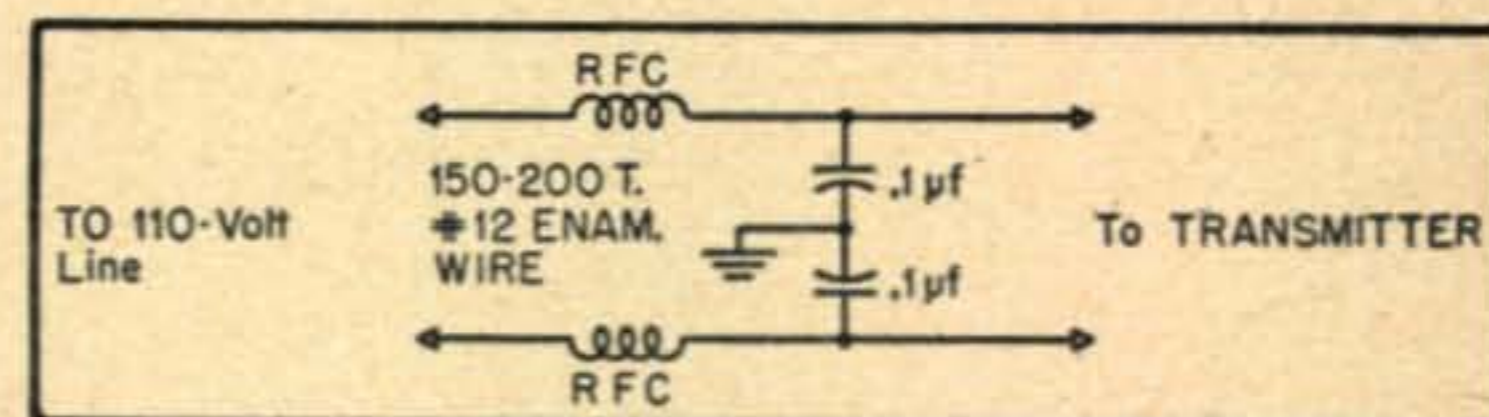 RFC
150-200 T.
#12 ENAM.
WIRE
TO 110-Volt
Line
.1 µf
.1 µf
To TRANSMITTER
RFC